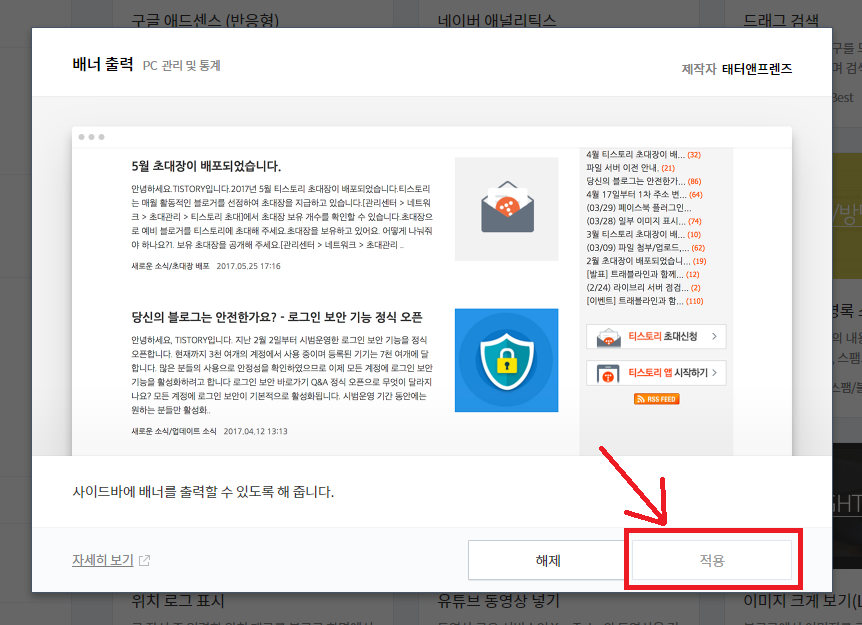 구글 애드센스 (반응형)
네이버 애널리틱스
드래그 검색
배너 출력 PC 관리 및 통계
제작자 태터앤프렌즈
5월 초대장이 배포되었습니다.
안녕하세요.TISTORY입니다.2017년 5월 티스토리 초대장이 배포되었습니다.티스토리
는 매월 활동적인 블로거를 선정하여 초대장을 지급하고 있습니다.[관리센터 > 네트워
크 > 초대관리 > 티스토리 초대]에서 초대장 보유 개수를 확인할 수 있습니다.초대장으
로 예비 블로거를 티스토리에 초대해 주세요.초대장을 보유하고 있어요. 어떻게 나눠줘
야 하나요?1. 보유 초대장을 공개해 주세요.[관리센터 > 네트워크 > 초대관리 ..
새로운 소식/초대장 배포 2017.05.25 17:16
당신의 블로그는 안전한가요? - 로그인 보안 기능 정식 오픈
안녕하세요, TISTORY입니다. 지난 2월 2일부터 시범운영한 로그인 보안 기능을 정식
오픈합니다. 현재까지 3천 여개의 계정에서 사용 중이며 등록된 기기는 7천 여개에 달
합니다. 많은 분들의 사용으로 안정성을 확인하였으므로 이제 모든 계정에 로그인 보안
기능을 활성화하려고 합니다 로그인 보안 바로가기 Q&A 정식 오픈으로 무엇이 달라지
나요? 모든 계정에 로그인 보안이 기본적으로 활성화됩니다. 시범운영 기간 동안에는
원하는 분들만 활성화..
새로운 소식/업데이트 소식 2017.04.12 13:13
4월 티스토리 초대장이 배... (32)
파일 서버 이전 안내. (21)
당신의 블로그는 안전한가... (86)
4월 17일부터 1차 주소 변... (64)
(03/29) 페이스북 플러그인...
(03/28) 일부 이미지 표시... (74)
3월 티스토리 초대장이 배... (10)
(03/09) 파일 첨부/업로드,... (62)
2월 초대장이 배포되었습니... (19)
[발표] 트래블라인과 함께... (12)
(2/24) 라이브리 서버 점검... (2)
[이벤트] 트래블라인과 함... (110)
티스토리 초대신청 >
티스토리 앱 시작하기 >
RSS FEED
사이드바에 배너를 출력할 수 있도록 해 줍니다.
자세히 보기
해제
적용
위치 로그 표시
유튜브 동영상 넣기
이미지 크게 보기(L